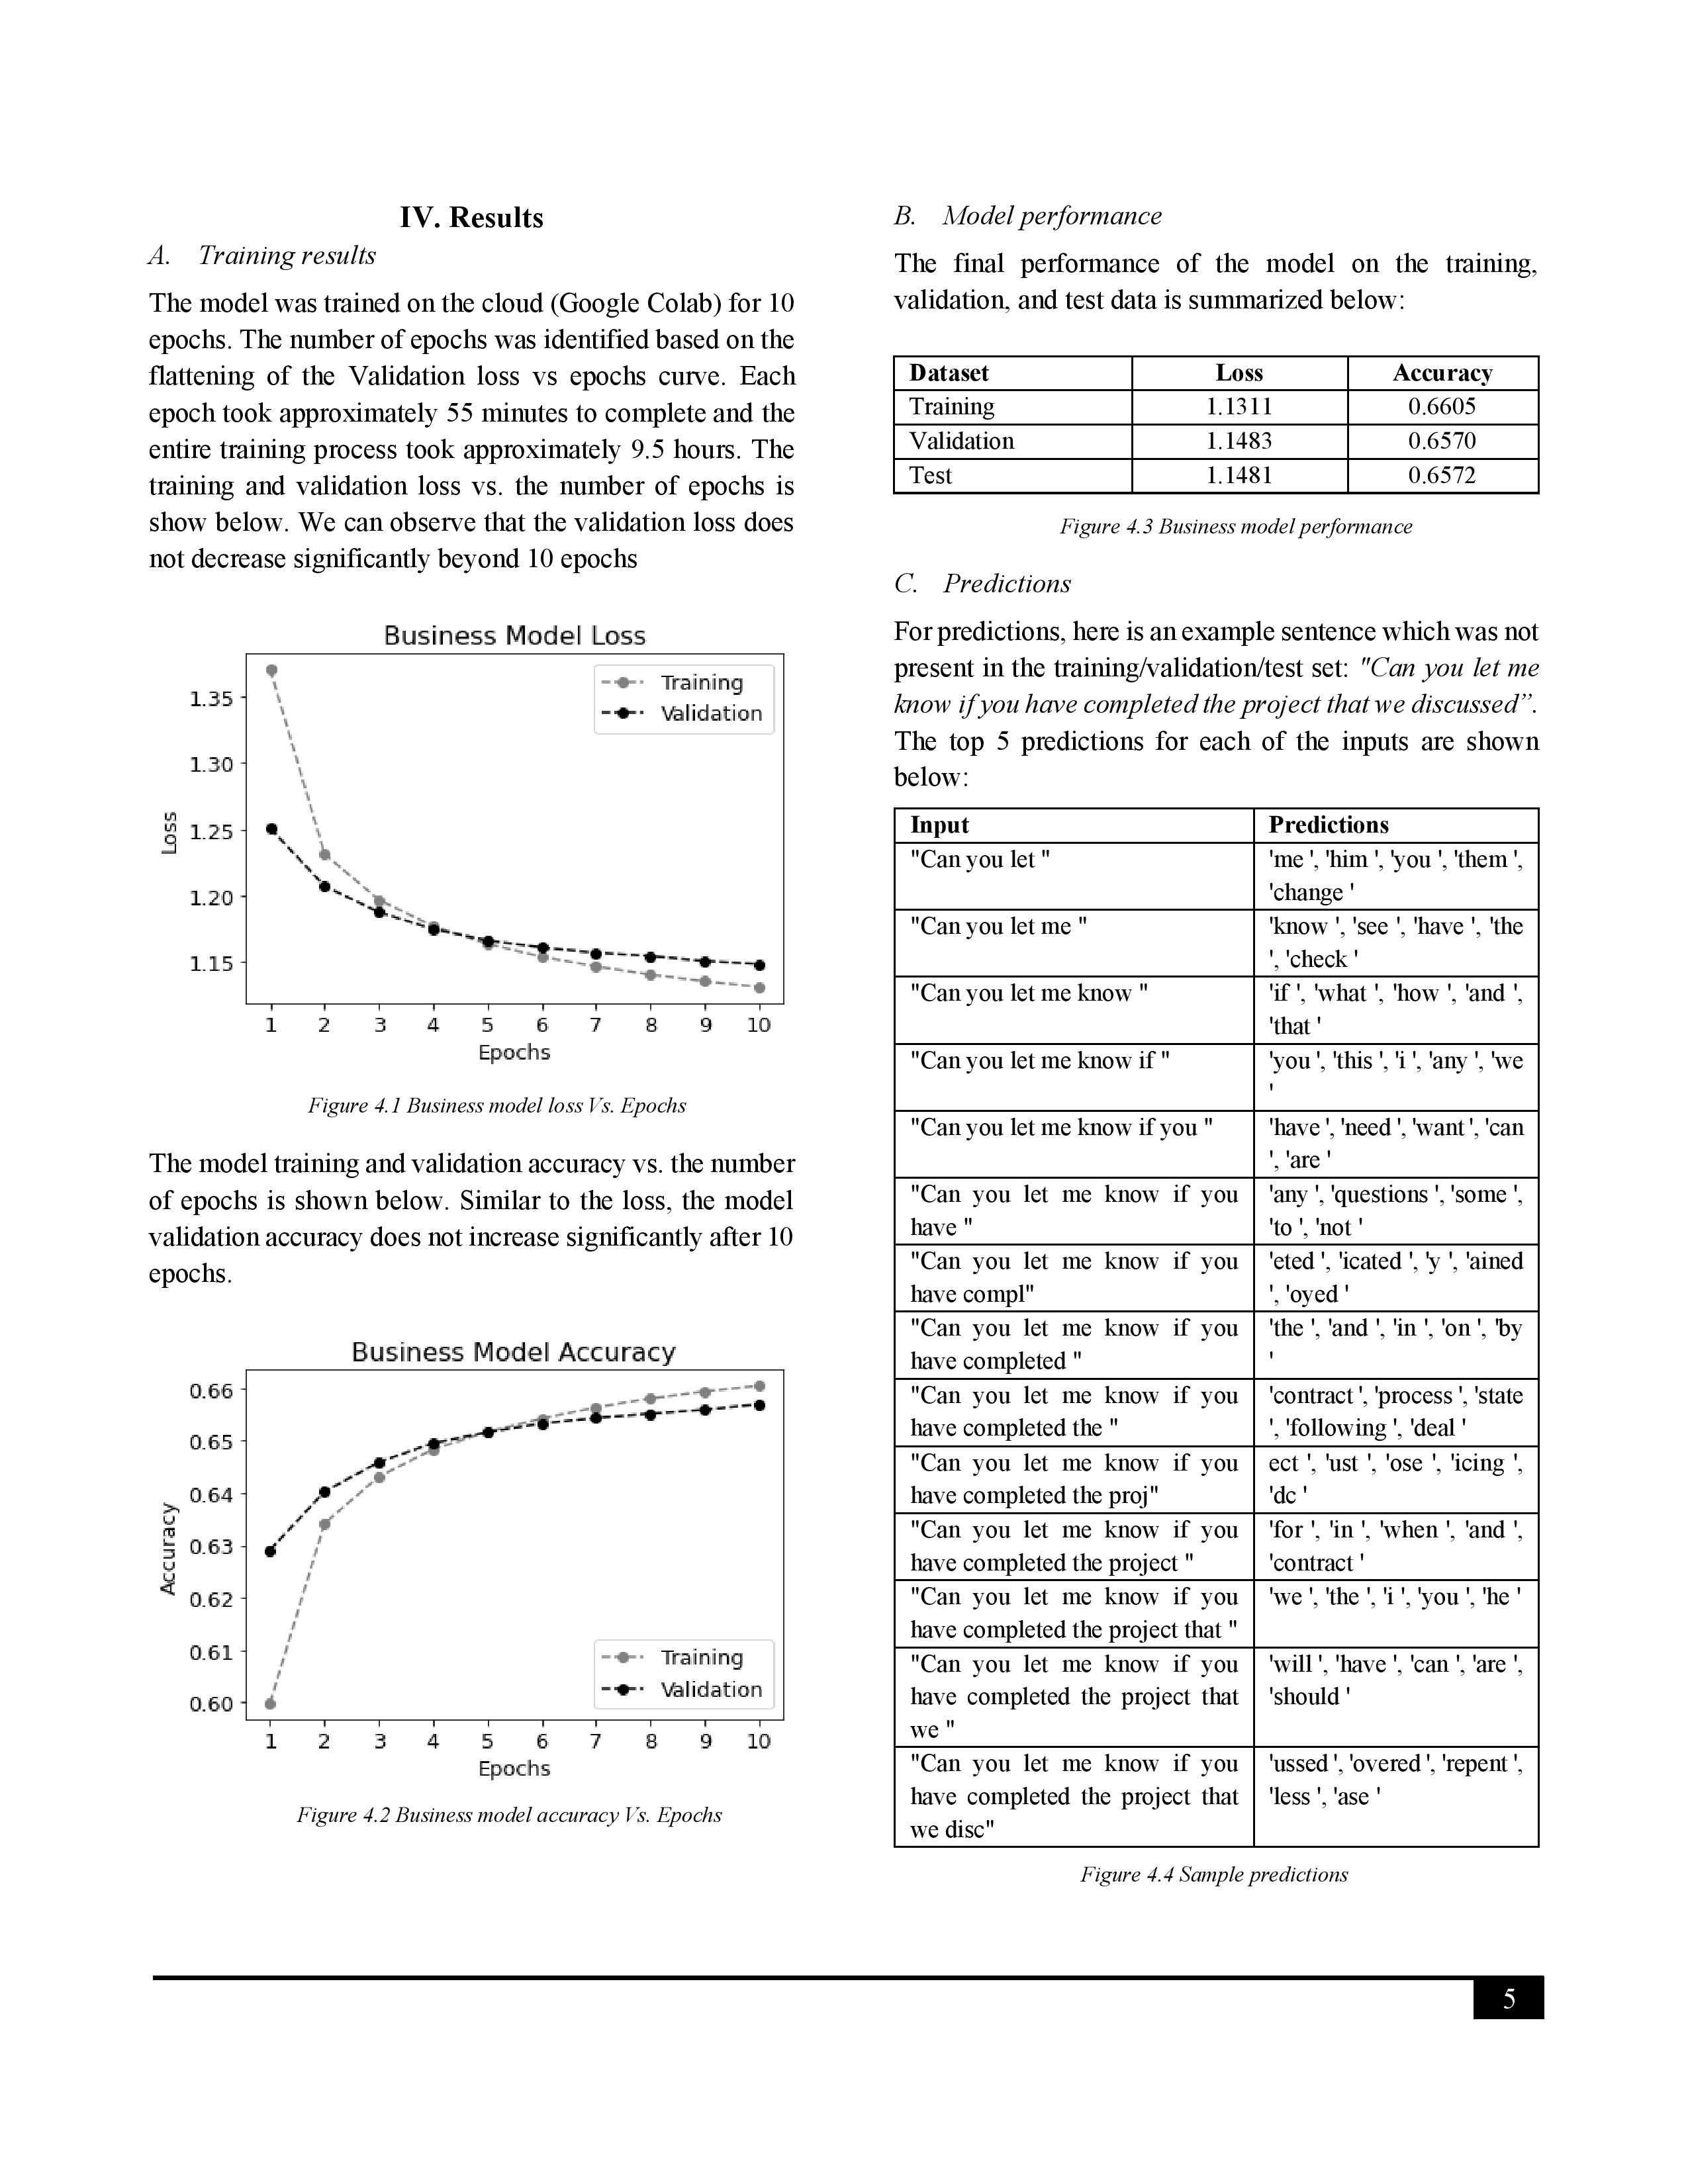 IV. Results
A. Training results
The model was trained on the cloud (Google Colab) for 10
epochs. The number of epochs was identified based on the
flattening of the Validation loss vs epochs curve. Each
epoch took approximately 55 minutes to complete and the
entire training process took approximately 9.5 hours. The
training and validation loss vs. the number of epochs is
show below. We can observe that the validation loss does
not decrease significantly beyond 10 epochs
Business Model Loss
Training
Validation
1.35
1.30
1.25
1.20
1.15
Loss
1 2 3 4 5 6 7 8 9 10
Epochs
Figure 4.1 Business model loss Vs. Epochs
The model training and validation accuracy vs. the number
of epochs is shown below. Similar to the loss, the model
validation accuracy does not increase significantly after 10
epochs.
Business Model Accuracy
0.66
0.65
0.64
0.63
0.62
0.61
0.60
Accuracy
Training
Validation
1 2 3 4 5 6 7 8 9 10
Epochs
Figure 4.2 Business model accuracy Vs. Epochs
B. Model performance
The final performance of the model on the training,
validation, and test data is summarized below:
Dataset Loss Accuracy
Training 1.1311 0.6605
Validation 1.1483 0.6570
Test 1.1481 0.6572
Figure 4.3 Business model performance
C. Predictions
For predictions, here is an example sentence which was not
present in the training/validation/test set: "Can you let me
know if you have completed the project that we discussed”.
The top 5 predictions for each of the inputs are shown
below:
Input Predictions
"Can you let " 'me ', 'him ', 'you ', 'them ',
'change '
"Can you let me " 'know ', 'see ', 'have ', 'the
', 'check '
"Can you let me know " 'if ', 'what ', 'how ', 'and ',
'that '
"Can you let me know if " 'you ', 'this ', 'i ', 'any ', 'we
'
"Can you let me know if you " 'have ', 'need ', 'want ', 'can
', 'are '
"Can you let me know if you 'any ', 'questions ', 'some ',
have " 'to ', 'not '
"Can you let me know if you 'eted ', 'icated ', 'y ', 'ained
have compl" ', 'oyed '
"Can you let me know if you 'the ', 'and ', 'in ', 'on ', 'by
have completed " '
"Can you let me know if you 'contract ', 'process ', 'state
have completed the " ', 'following ', 'deal '
"Can you let me know if you ect ', 'ust ', 'ose ', 'icing ',
have completed the proj" 'dc '
"Can you let me know if you 'for ', 'in ', 'when ', 'and ',
have completed the project " 'contract '
"Can you let me know if you 'we ', 'the ', 'i ', 'you ', 'he '
have completed the project that "
"Can you let me know if you 'will ', 'have ', 'can ', 'are ',
have completed the project that 'should '
we "
"Can you let me know if you 'ussed ', 'overed ', 'repent ',
have completed the project that 'less ', 'ase '
we disc"
Figure 4.4 Sample predictions
5